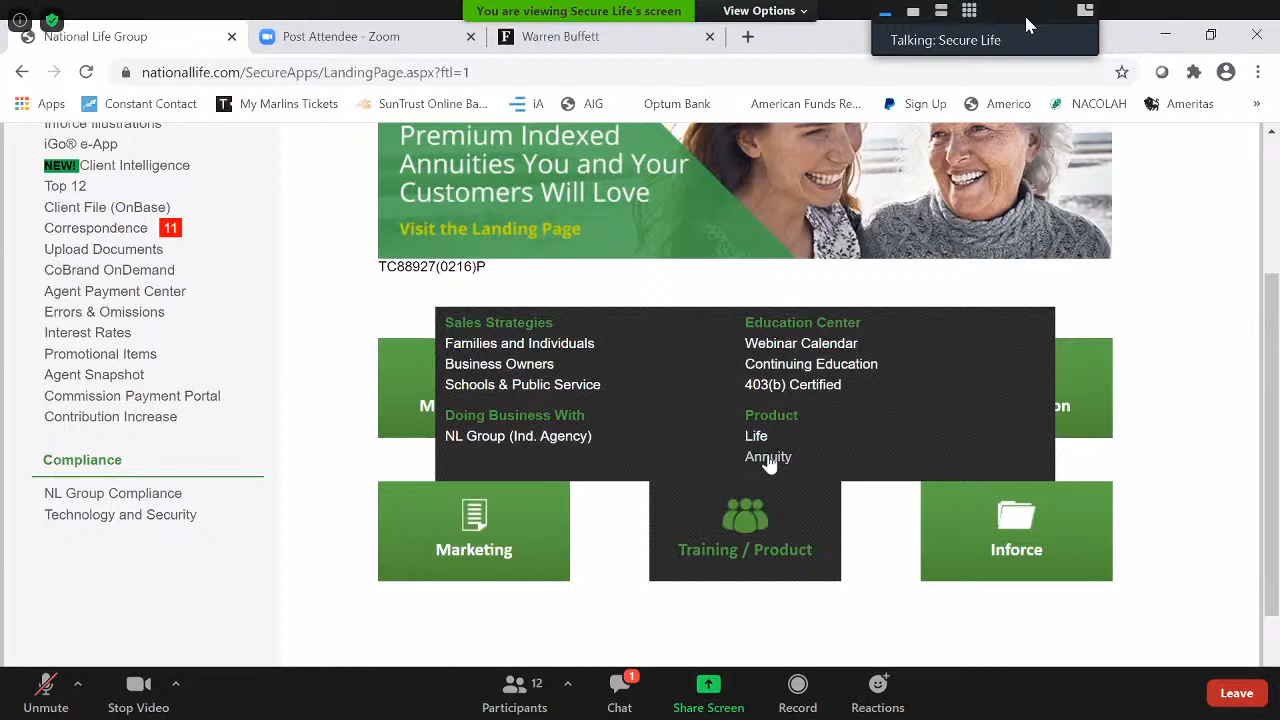 You are viewing Secure Life's screen
View Options
Talking: Secure Life
National Life Group
Post Attendee - Zoom
Warren Buffett
nationallife.com/SecureApps/LandingPage.aspx?ftl=1
Apps
Constant Contact
My Martins Tickets
SunTrust Online Ba...
iA
AIG
Optum Bank
American Funds Re...
Sign Up
Americo
NACOLAH
Ameritas
»
Inforce Illustrations
iGo® e-App
NEW! Client Intelligence
Top 12
Client File (OnBase)
Correspondence 11
Upload Documents
CoBrand OnDemand
Agent Payment Center
Errors & Omissions
Interest Rates
Promotional Items
Agent Snapshot
Commission Payment Portal
Contribution Increase
Compliance
NL Group Compliance
Technology and Security
Premium Indexed
Annuities You and Your
Customers Will Love
Visit the Landing Page
TC88927(0216)P
Sales Strategies
Families and Individuals
Business Owners
Schools & Public Service
Doing Business With
NL Group (Ind. Agency)
Education Center
Webinar Calendar
Continuing Education
403(b) Certified
Product
Life
Annuity
M
on
Marketing
Training / Product
Inforce
Unmute
Stop Video
Participants 12
Chat 1
Share Screen
Record
Reactions
Leave